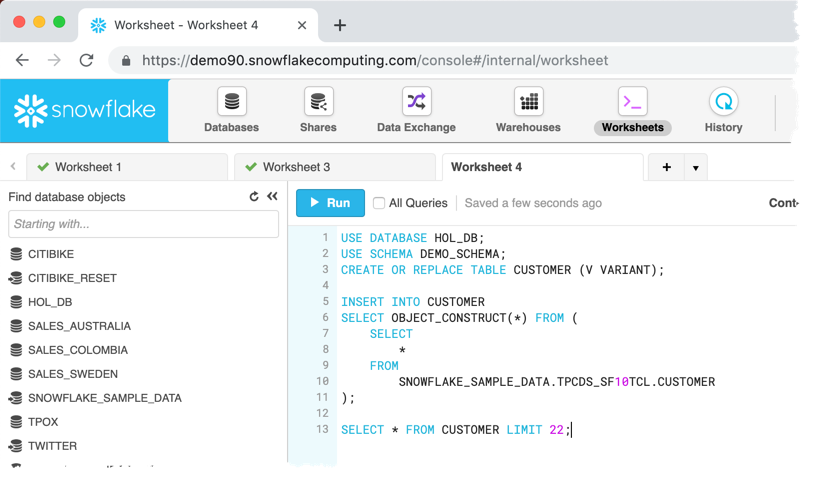 Worksheet - Worksheet 4
https://demo90.snowflakecomputing.com/console#/internal/worksheet
snowflake
Databases
Shares
Data Exchange
Warehouses
Worksheets
History
Worksheet 1
Worksheet 3
Worksheet 4
Find database objects
Starting with...
CITIBIKE
CITIBIKE_RESET
HOL_DB
SALES_AUSTRALIA
SALES_COLOMBIA
SALES_SWEDEN
SNOWFLAKE_SAMPLE_DATA
TPOX
TWITTER
Run All Queries Saved a few seconds ago
1 USE DATABASE HOL_DB;
2 USE SCHEMA DEMO_SCHEMA;
3 CREATE OR REPLACE TABLE CUSTOMER (V VARIANT);
4
5 INSERT INTO CUSTOMER
6 SELECT OBJECT_CONSTRUCT(*) FROM (
7 SELECT
8 *
9 FROM
10 SNOWFLAKE_SAMPLE_DATA.TPCDS_SF10TCL.CUSTOMER
11 );
12
13 SELECT * FROM CUSTOMER LIMIT 22;